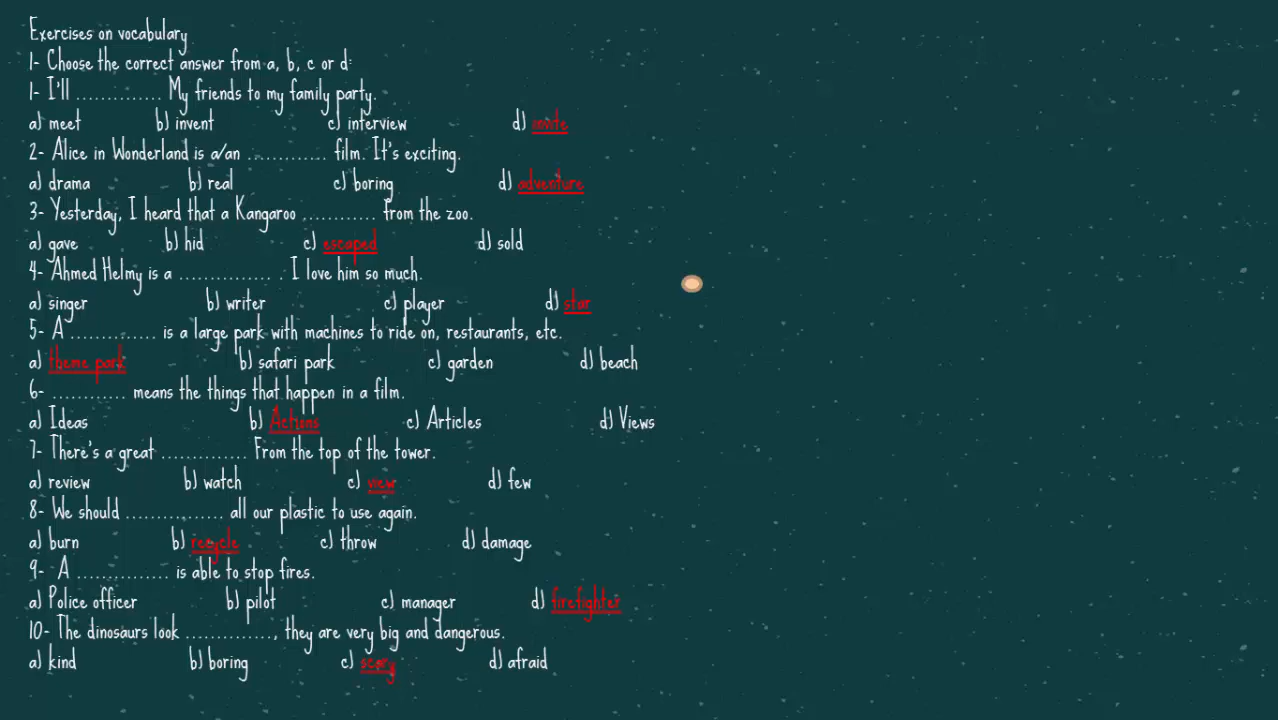 Exercises on vocabulary
1- Choose the correct answer from a, b, c or d:
1- I'll .............. My friends to my family party.
a) meet b) invent c) interview d) invite
2- Alice in Wonderland is a/an ............. film. It's exciting.
a) drama b) real c) boring d) adventure
3- Yesterday, I heard that a Kangaroo ............ from the zoo.
a) gave b) hid c) escaped d) sold
4- Ahmed Helmy is a ............... . I love him so much.
a) singer b) writer c) player d) star
5- A .............. is a large park with machines to ride on, restaurants, etc.
a) theme park b) safari park c) garden d) beach
6- ............ means the things that happen in a film.
a) Ideas b) Actions c) Articles d) Views
7- There's a great .............. From the top of the tower.
a) review b) watch c) view d) few
8- We should ................ all our plastic to use again.
a) burn b) recycle c) throw d) damage
9- A ............... is able to stop fires.
a) Police officer b) pilot c) manager d) firefighter
10- The dinosaurs look .............., they are very big and dangerous.
a) kind b) boring c) scary d) afraid